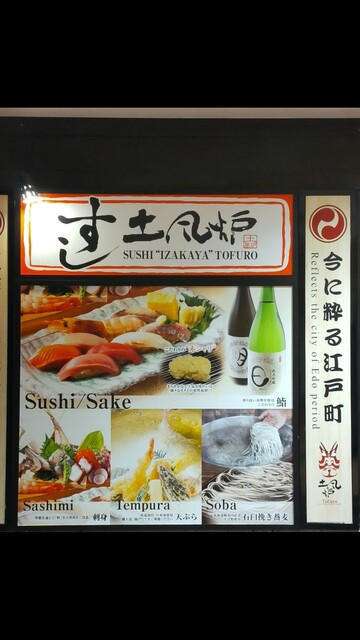 すし土風炉
SUSHI "IZAKAYA" TOFURO
Sushi/Sake
鮨
Sashimi
刺身
Tempura
天ぷら
Soba
石臼挽き蕎麦
今に粋る江戸町
Reflects the city of Edo period
土風炉
Tofuro